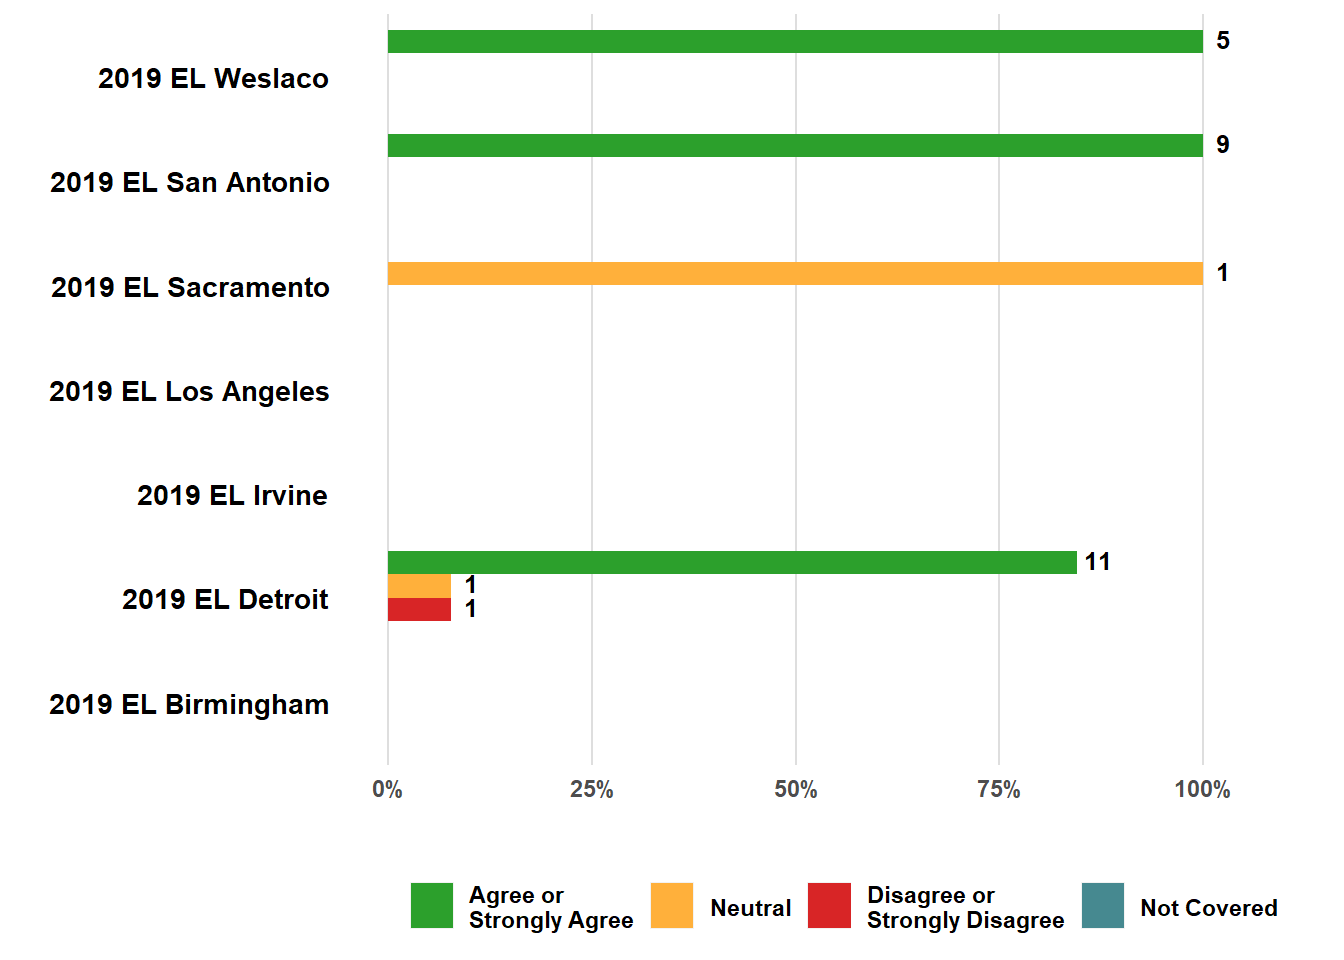 5
2019 EL Weslaco
9
2019 EL San Antonio
1
2019 EL Sacramento
2019 EL Los Angeles
2019 EL Irvine
11
1
2019 EL Detroit
1
2019 EL Birmingham
0% 25% 50% 75% 100%
Agree or
Strongly Agree
Neutral
Disagree or
Strongly Disagree
Not Covered